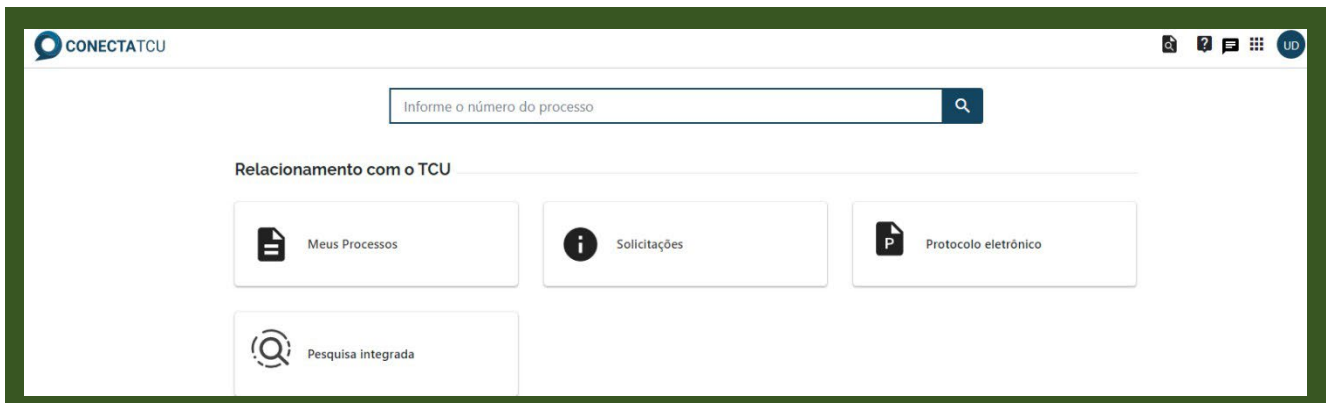 CONECTATCU
UD
Informe o número do processo
Relacionamento com o TCU
Meus Processos
Solicitações
P
Protocolo eletrônico
Pesquisa integrada